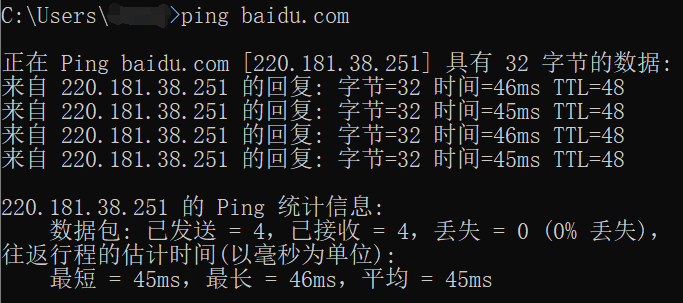 C:\Users\ >ping baidu.com
正在 Ping baidu.com [220.181.38.251] 具有 32 字节的数据:
来自 220.181.38.251 的回复: 字节=32 时间=46ms TTL=48
来自 220.181.38.251 的回复: 字节=32 时间=45ms TTL=48
来自 220.181.38.251 的回复: 字节=32 时间=46ms TTL=48
来自 220.181.38.251 的回复: 字节=32 时间=45ms TTL=48
220.181.38.251 的 Ping 统计信息:
数据包: 已发送 = 4，已接收 = 4，丢失 = 0 (0% 丢失)，
往返行程的估计时间(以毫秒为单位):
最短 = 45ms，最长 = 46ms，平均 = 45ms